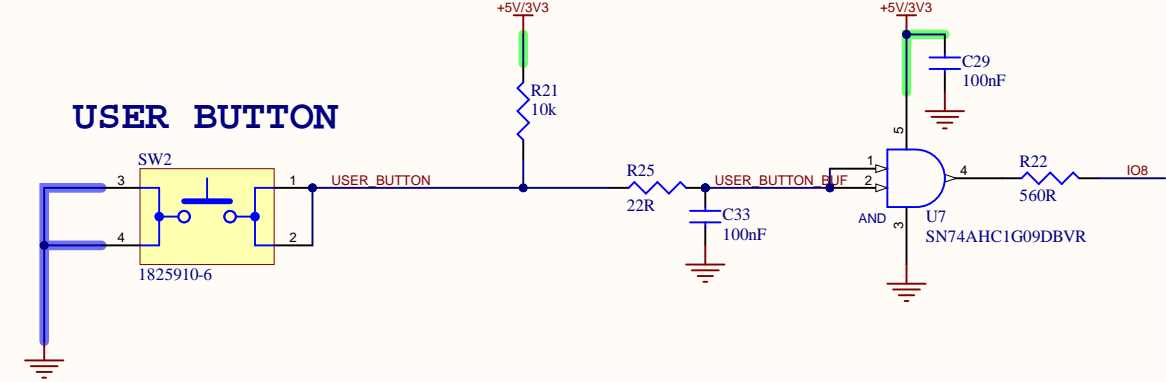 +5V/3V3
+5V/3V3
R21
10k
C29
100nF
USER BUTTON
5
SW2
3
1
USER_BUTTON
R25
22R
USER_BUTTON_BUF
1
2
4
R22
560R
IO8
4
2
C33
100nF
AND
3
U7
SN74AHC1G09DBVR
1825910-6